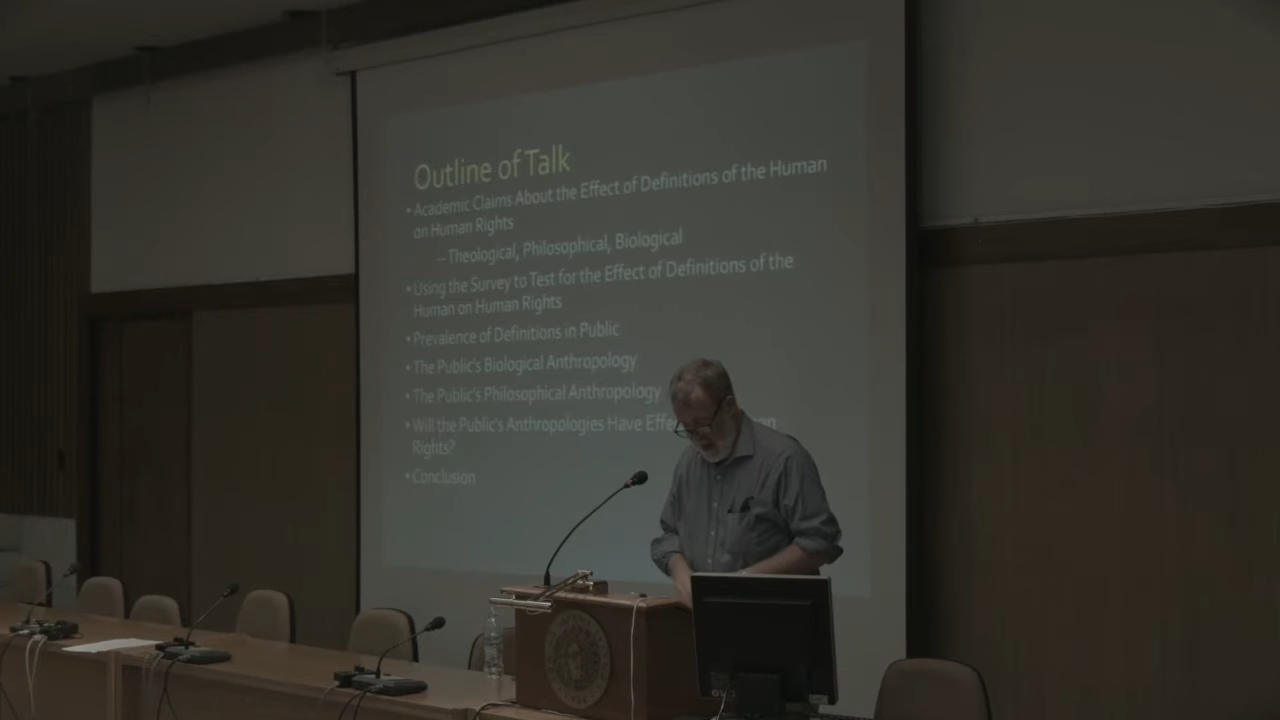 Outline of Talk
• Academic Claims About the Effect of Definitions of the Human
on Human Rights
–Theological, Philosophical, Biological
• Using the Survey to Test for the Effect of Definitions of the
Human on Human Rights
• Prevalence of Definitions in Public
• The Public's Biological Anthropology
• The Public's Philosophical Anthropology
• Will the Public's Anthropologies Have
Rights?
• Conclusion